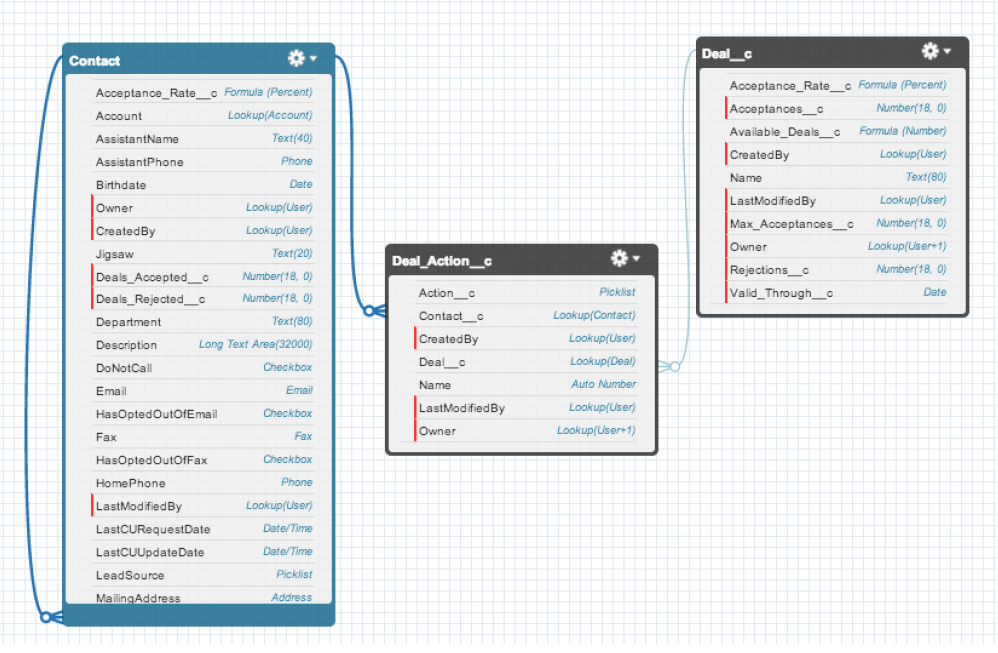 Contact
Acceptance_Rate__c Formula (Percent)
Account Lookup(Account)
AssistantName Text(40)
AssistantPhone Phone
Birthdate Date
Owner Lookup(User)
CreatedBy Lookup(User)
Jigsaw Text(20)
Deals_Accepted__c Number(18, 0)
Deals_Rejected__c Number(18, 0)
Department Text(80)
Description Long Text Area(32000)
DoNotCall Checkbox
Email Email
HasOptedOutOfEmail Checkbox
Fax Fax
HasOptedOutOfFax Checkbox
HomePhone Phone
LastModifiedBy Lookup(User)
LastCURequestDate Date/Time
LastCUUpdateDate Date/Time
LeadSource Picklist
MailingAddress Address
Deal_Action__c
Action__c Picklist
Contact__c Lookup(Contact)
CreatedBy Lookup(User)
Deal__c Lookup(Deal)
Name Auto Number
LastModifiedBy Lookup(User)
Owner Lookup(User+1)
Deal__c
Acceptance_Rate__c Formula (Percent)
Acceptances__c Number(18, 0)
Available_Deals__c Formula (Number)
CreatedBy Lookup(User)
Name Text(80)
LastModifiedBy Lookup(User)
Max_Acceptances__c Number(18, 0)
Owner Lookup(User+1)
Rejections__c Number(18, 0)
Valid_Through__c Date